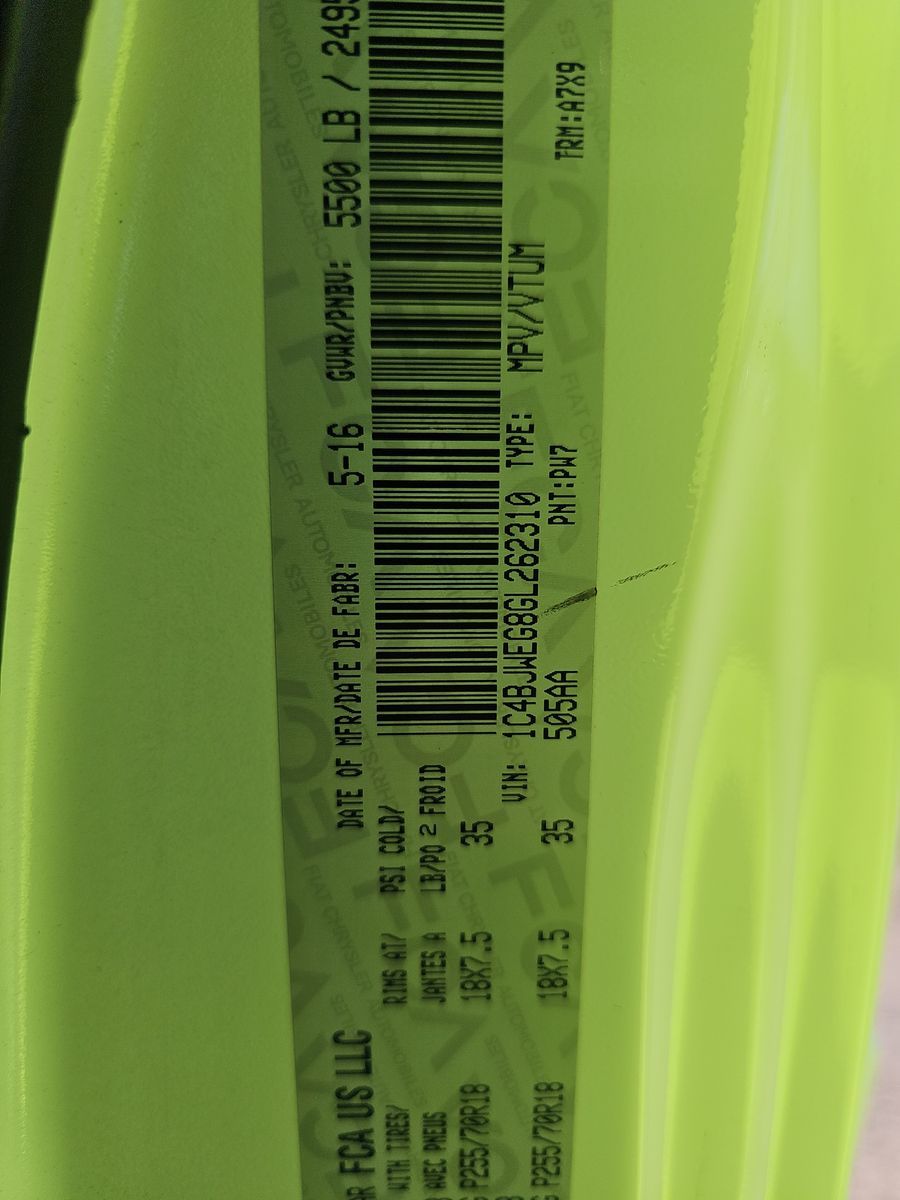 FCA US LLC
DATE OF MFR/DATE DE FABR: 5-16 GVWR/PNBV: 5500 LB
WITH TIRES/ RIMS AT/ PSI COLD/
AVEC PNEUS JANTES A LB/PO 2 FROID
P255/70R18 18X7.5 35
VIN: 1C4BJWEG8GL262310 TYPE: MPV/VTUM
P255/70R18 18X7.5 35 505AA PNT:PW7 TRM:A7X9